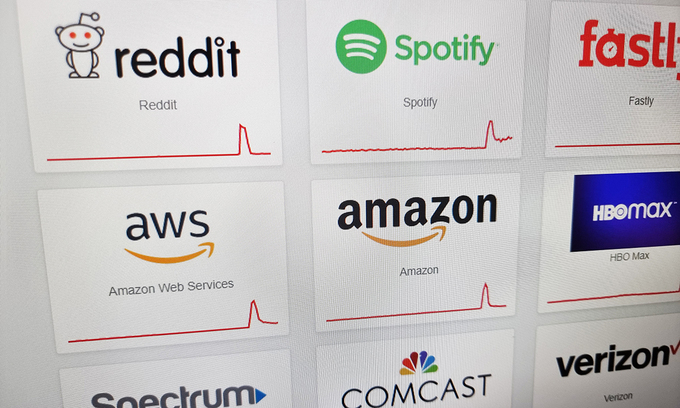 reddit
Reddit
Spotify
Spotify
fastly
Fastly
aws
Amazon Web Services
amazon
Amazon
HBOmax
HBO Max
Spectrum
COMCAST
verizon
Verizon